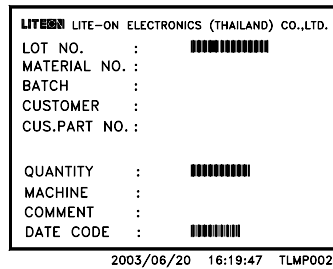 LITEON LITE-ON ELECTRONICS (THAILAND) CO.,LTD.
LOT NO. :
MATERIAL NO. :
BATCH :
CUSTOMER :
CUS.PART NO. :
QUANTITY :
MACHINE :
COMMENT :
DATE CODE :
2003/06/20 16:19:47 TLMP002